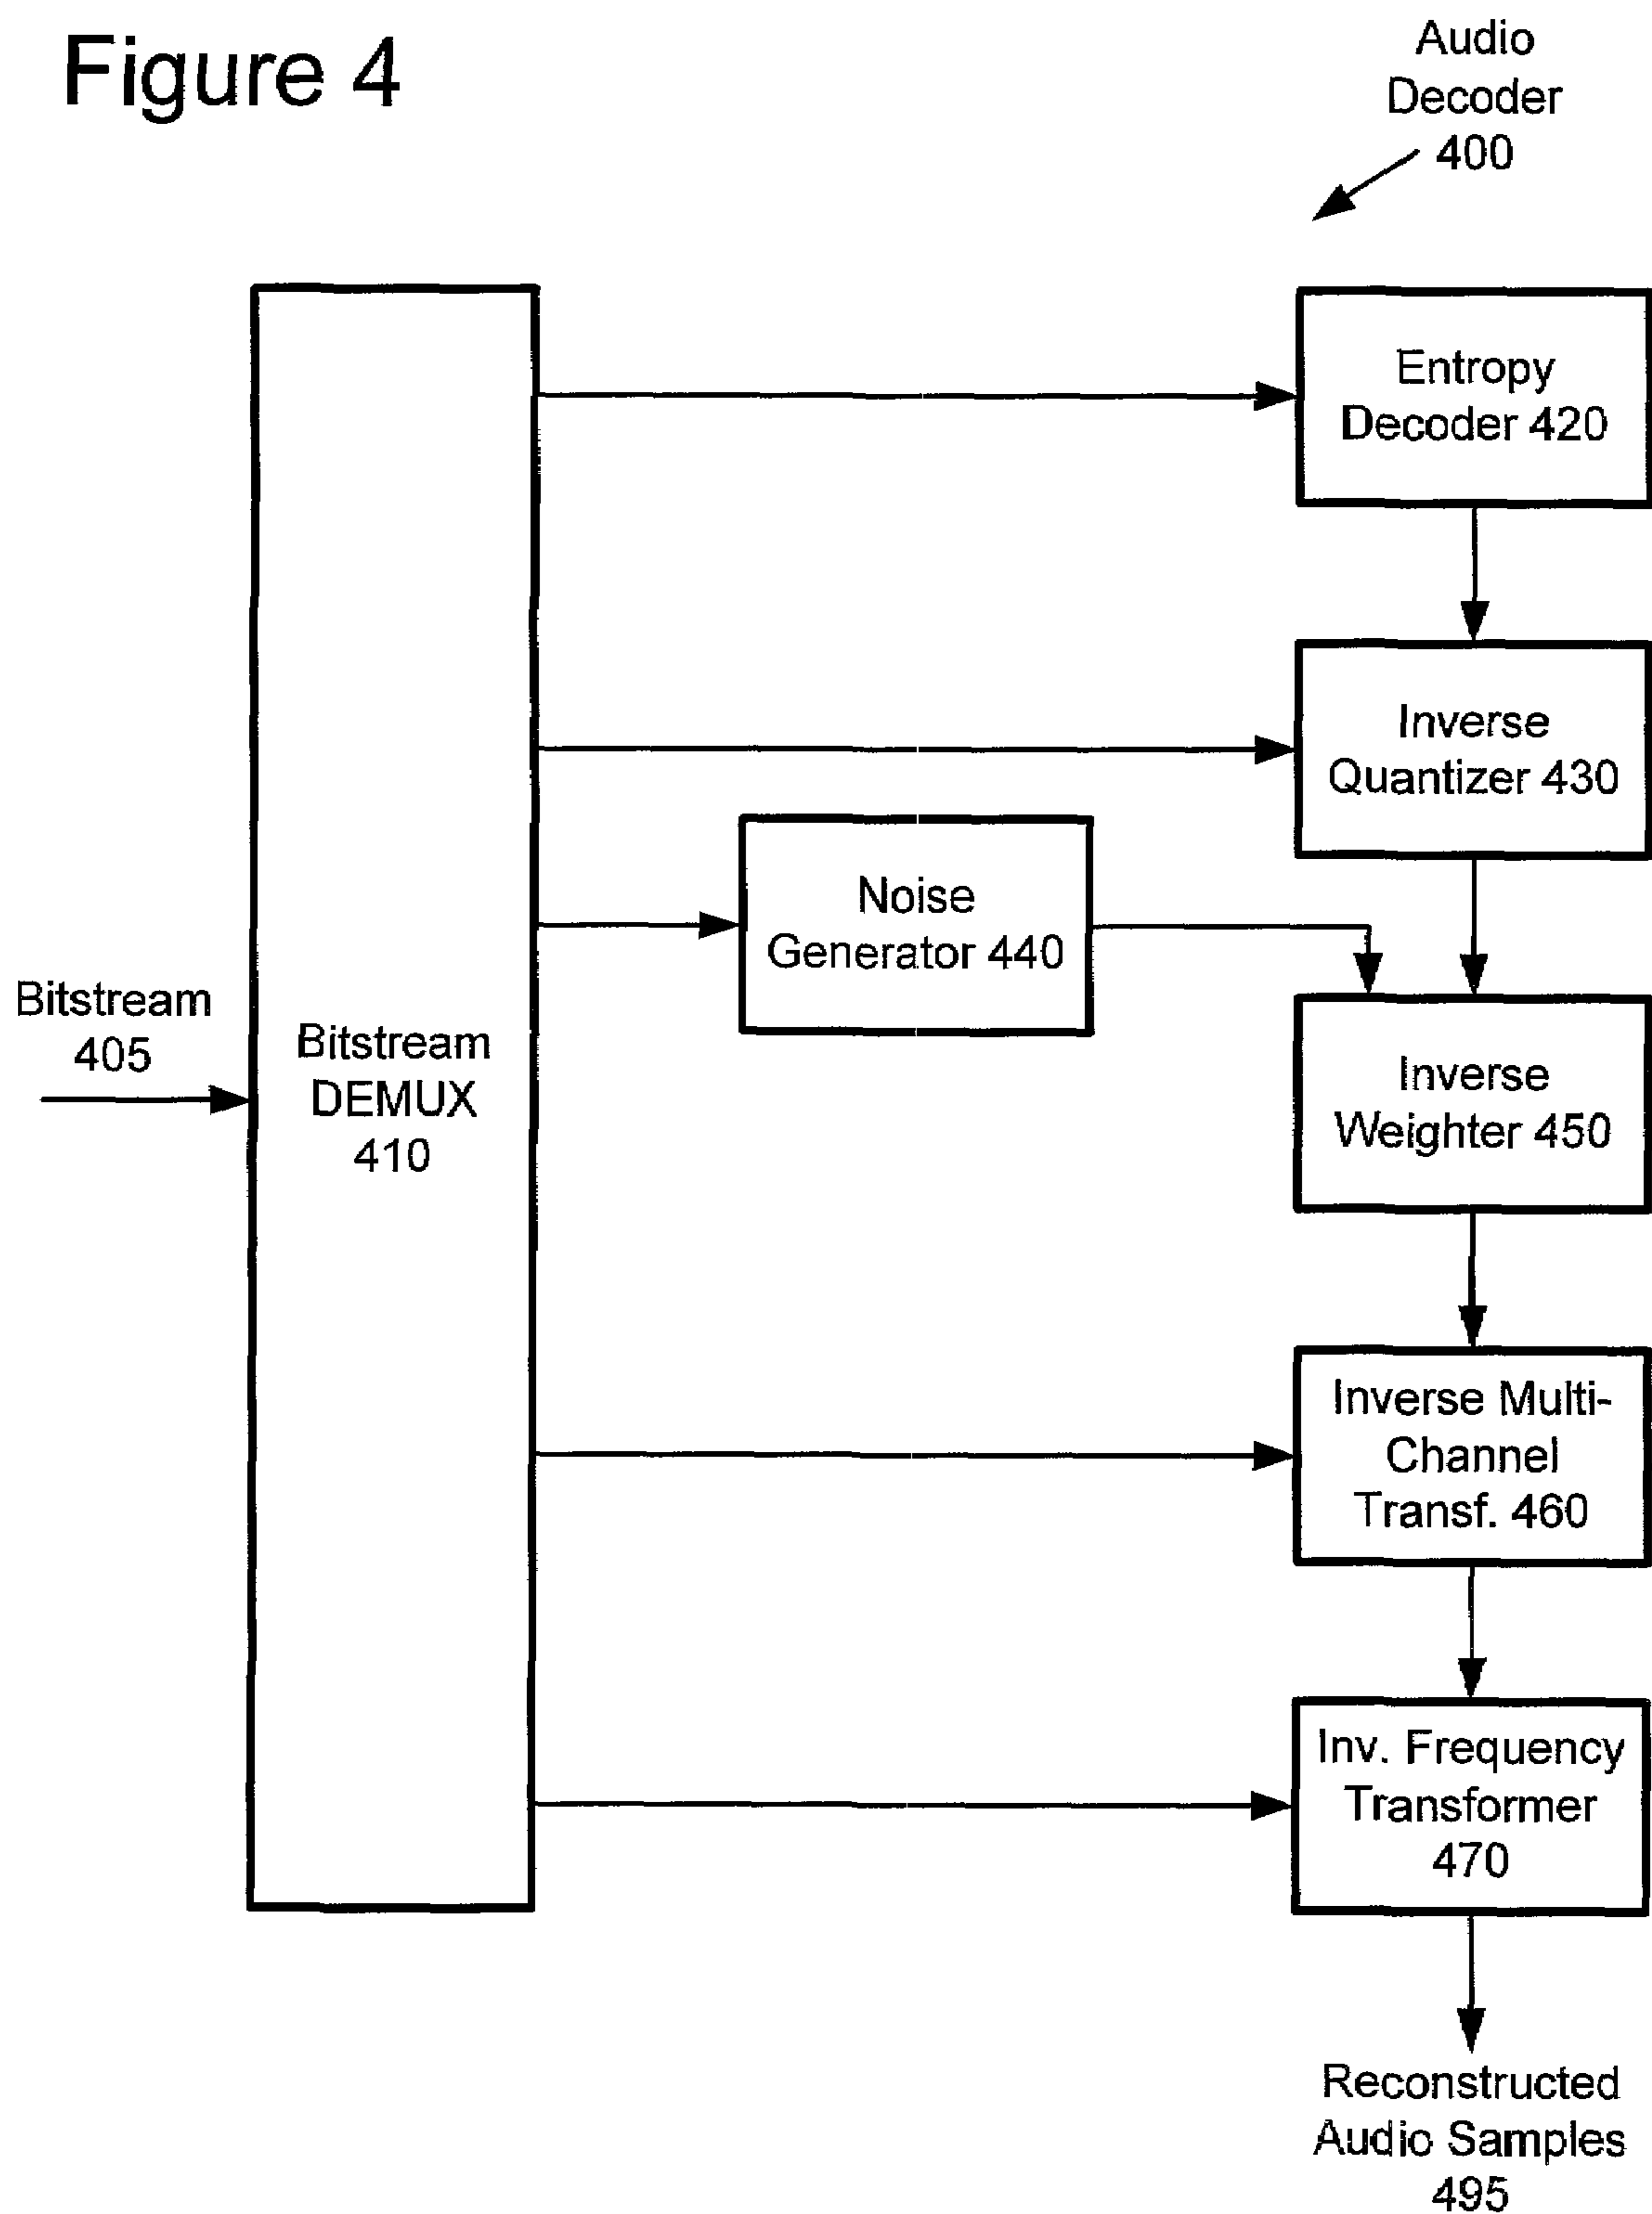 Figure 4
Audio
Decoder
400
Entropy
Decoder 420
Inverse
Quantizer 430
Noise
Generator 440
Bitstream
405
Bitstream
DEMUX
410
Inverse
Weighter 450
Inverse Multi-
Channel
Transf. 460
Inv. Frequency
Transformer
470
Reconstructed
Audio Samples
495